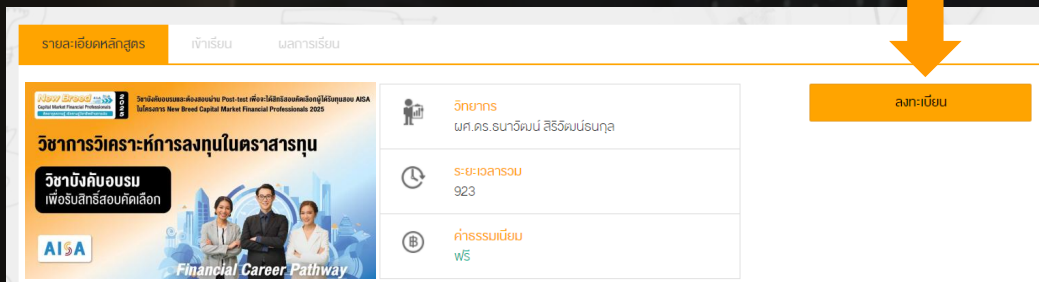 รายละเอียดหลักสูตร
เข้าเรียน
ผลการเรียน
New Breed
Capital Market Financial Professionals
2025
วิชาบังคับอบรมและต้องสอบผ่าน Post-test เพื่อจะได้สิทธิสอบคัดเลือกผู้ได้รับทุนสอบ AISA
ในโครงการ New Breed Capital Market Financial Professionals 2025
วิชาการวิเคราะห์การลงทุนในตราสารทุน
วิชาบังคับอบรม
เพื่อรับสิทธิ์สอบคัดเลือก
AISA
Financial Career Pathway
วิทยากร
ผศ.ดร.ธนาวัฒน์ สิริวัฒน์ธนกุล
ระยะเวลารวม
923
ค่าธรรมเนียม
ฟรี
ลงทะเบียน